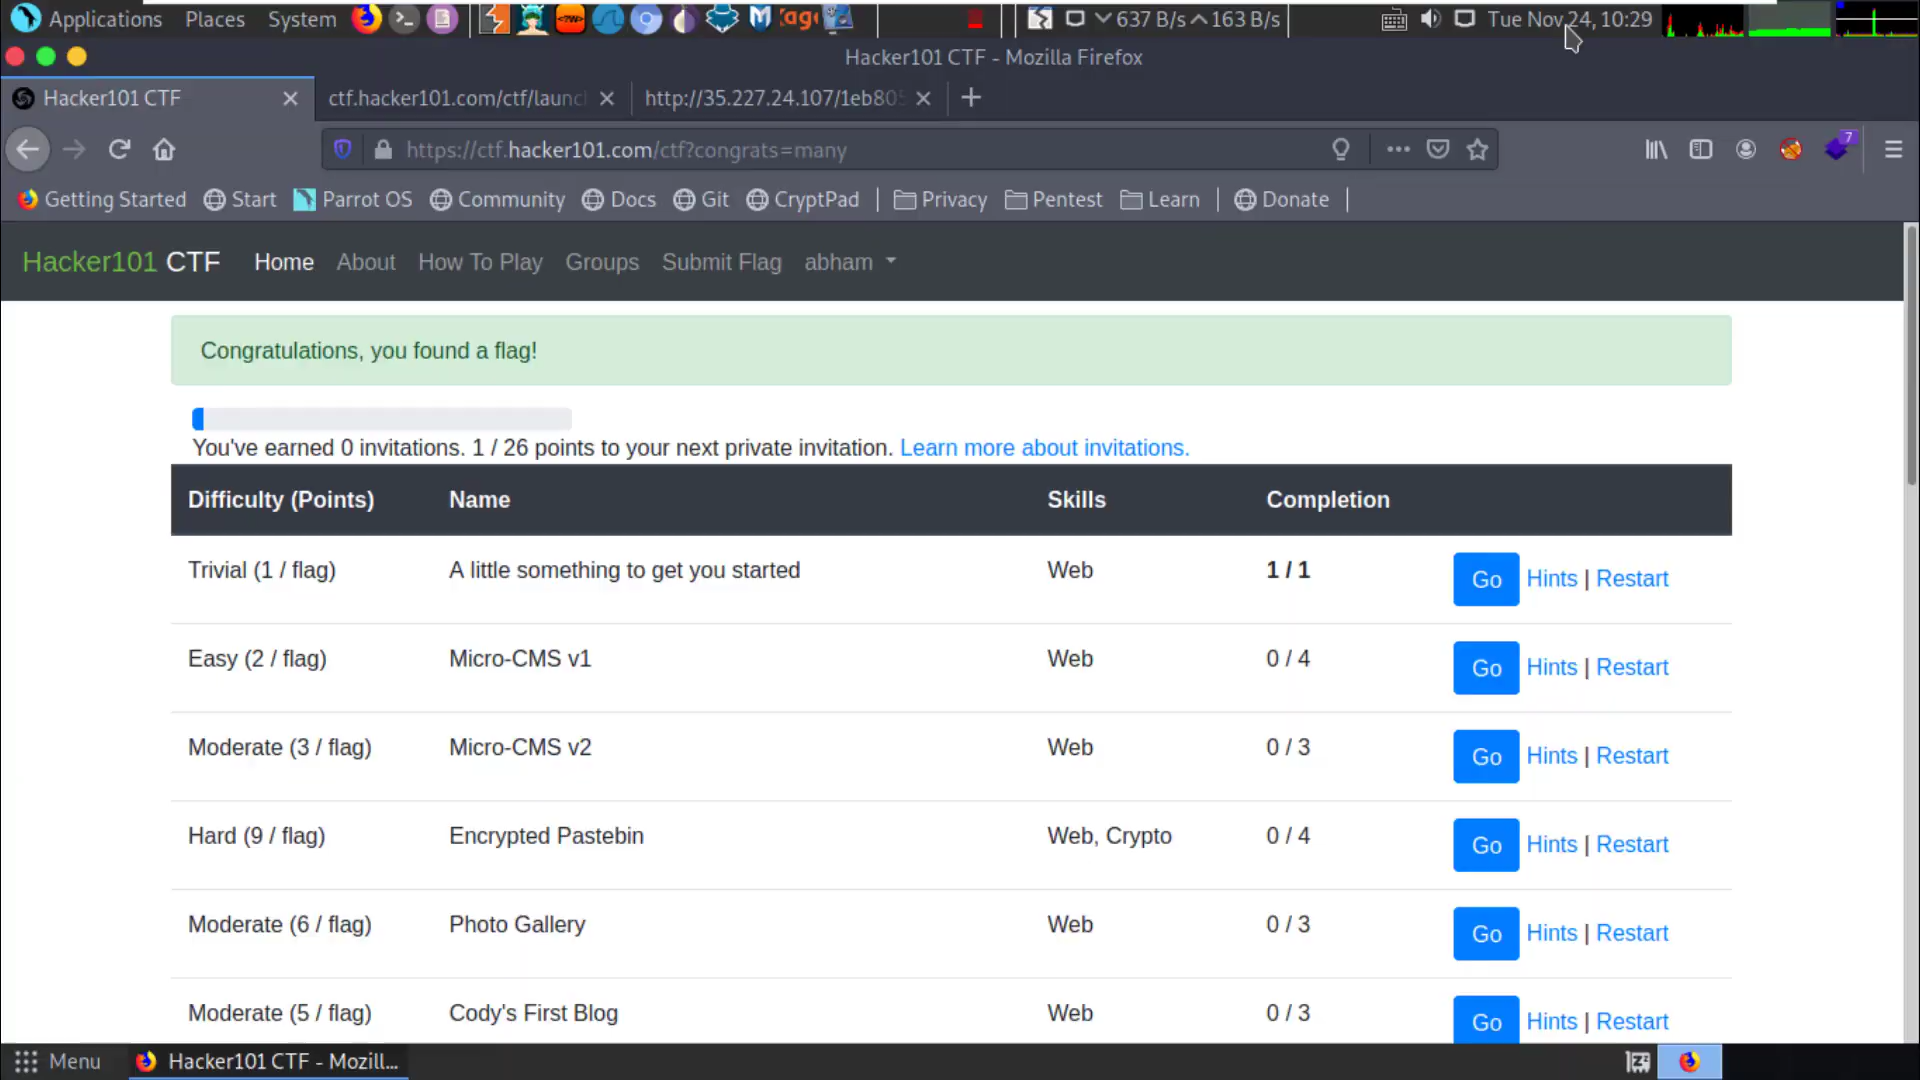 Applications Places System 637 B/s 163 B/s Tue Nov 24, 10:29
Hacker101 CTF - Mozilla Firefox
Hacker101 CTF ctf.hacker101.com/ctf/launc http://35.227.24.107/1eb805
https://ctf.hacker101.com/ctf?congrats=many 7
Getting Started Start Parrot OS Community Docs Git CryptPad Privacy Pentest Learn Donate
Hacker101 CTF Home About How To Play Groups Submit Flag abham
Congratulations, you found a flag!
You've earned 0 invitations. 1 / 26 points to your next private invitation. Learn more about invitations.
Difficulty (Points) Name Skills Completion
Trivial (1 / flag) A little something to get you started Web 1 / 1 Go Hints | Restart
Easy (2 / flag) Micro-CMS v1 Web 0 / 4 Go Hints | Restart
Moderate (3 / flag) Micro-CMS v2 Web 0 / 3 Go Hints | Restart
Hard (9 / flag) Encrypted Pastebin Web, Crypto 0 / 4 Go Hints | Restart
Moderate (6 / flag) Photo Gallery Web 0 / 3 Go Hints | Restart
Moderate (5 / flag) Cody's First Blog Web 0 / 3 Go Hints | Restart
Menu Hacker101 CTF - Mozill...